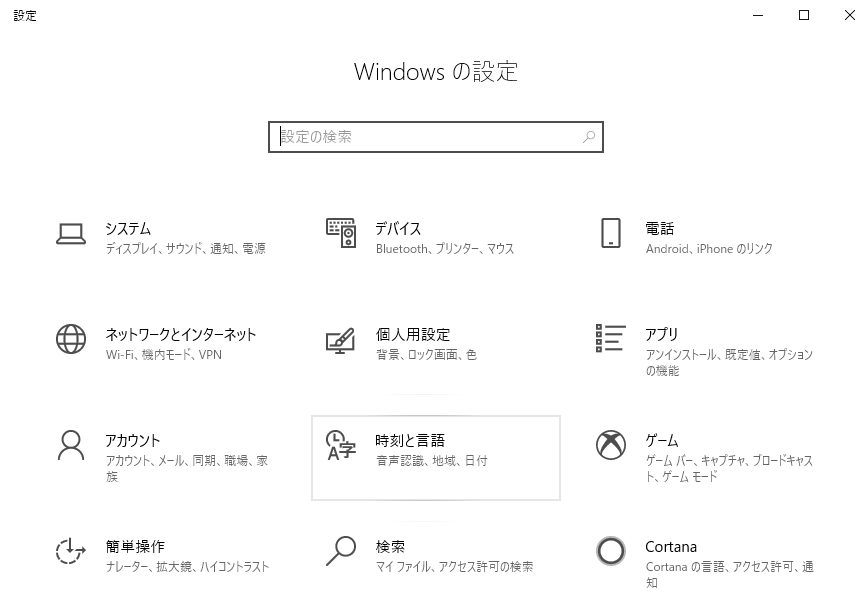 設定
Windows の設定
設定の検索
システム
ディスプレイ、サウンド、通知、電源
デバイス
Bluetooth、プリンター、マウス
電話
Android、iPhone のリンク
ネットワークとインターネット
Wi-Fi、機内モード、VPN
個人用設定
背景、ロック画面、色
アプリ
アンインストール、既定値、オプション
の機能
アカウント
アカウント、メール、同期、職場、家
族
時刻と言語
音声認識、地域、日付
ゲーム
ゲーム バー、キャプチャ、ブロードキャス
ト、ゲーム モード
簡単操作
ナレーター、拡大鏡、ハイコントラスト
検索
マイ ファイル、アクセス許可の検索
Cortana
Cortana の言語、アクセス許可、通
知